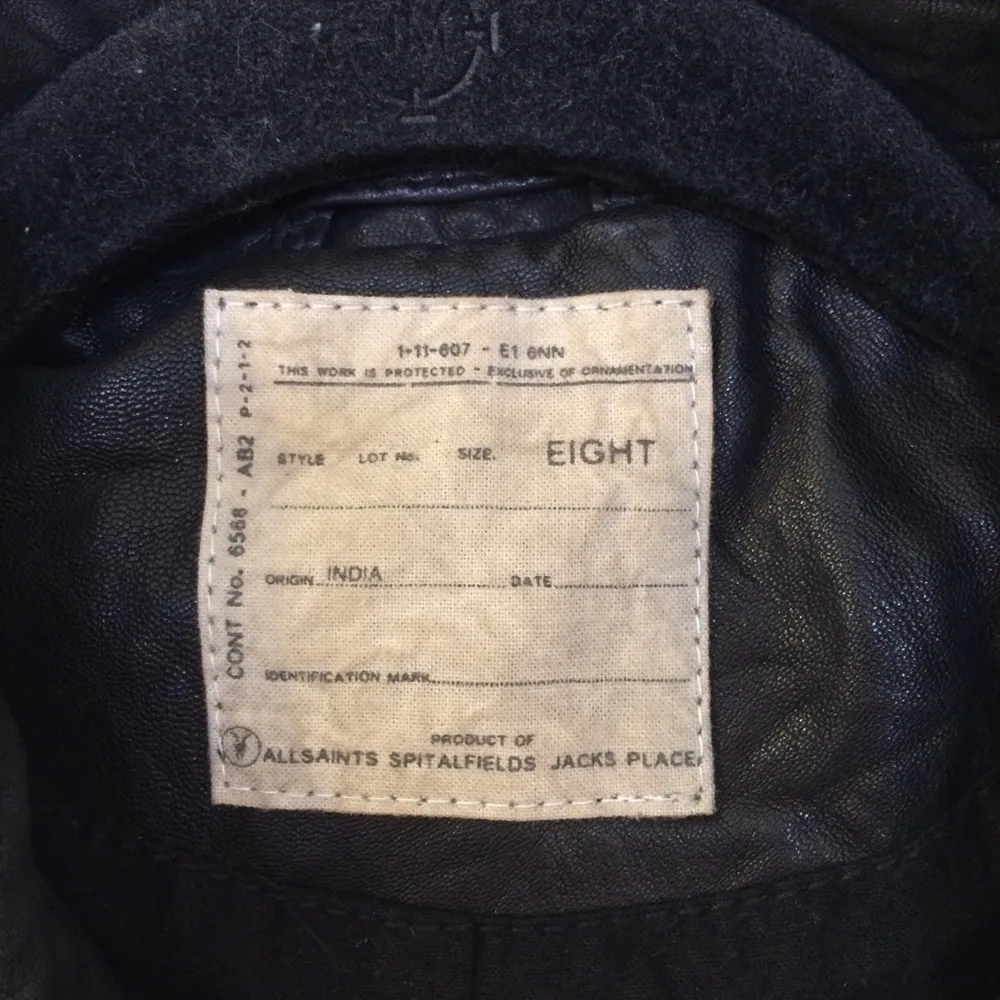 1-11-607 - E1 6NN
THIS WORK IS PROTECTED - EXCLUSIVE OF ORNAMENTATION
STYLE LOT No. SIZE. EIGHT
ORIGIN INDIA DATE
IDENTIFICATION MARK
PRODUCT OF
ALLSAINTS SPITALFIELDS JACKS PLACE
CONT No. 6568 - AB2 P-2-1-2